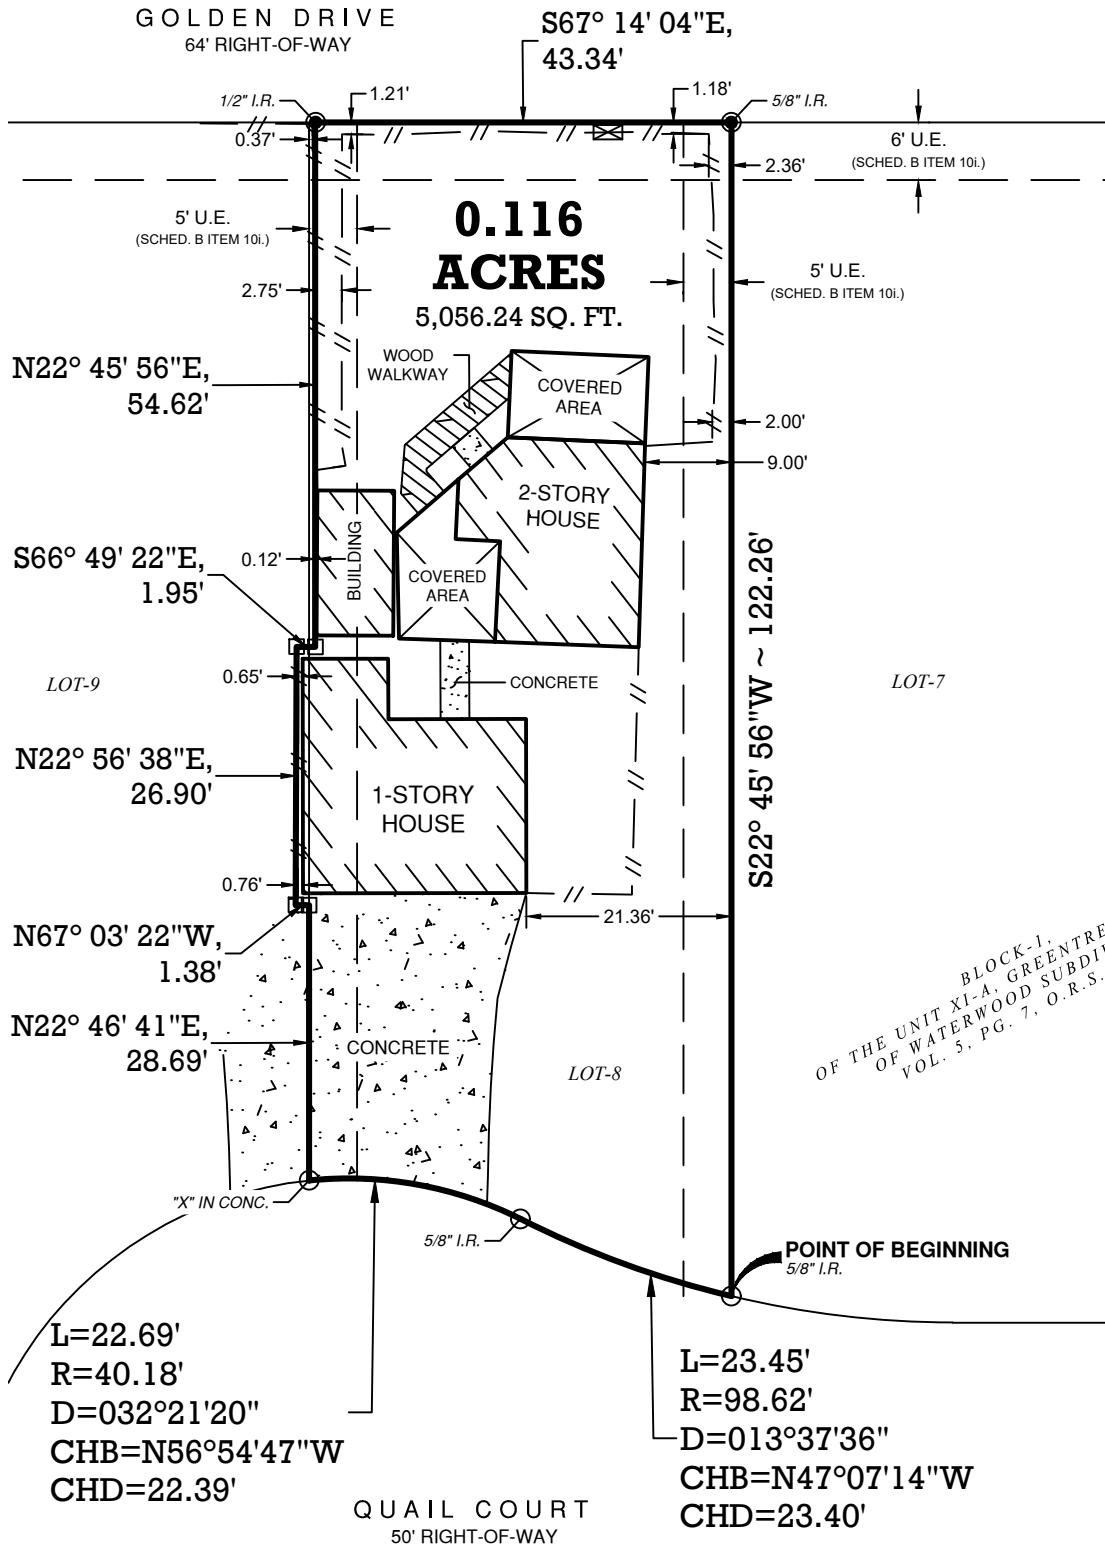 GOLDEN DRIVE
64' RIGHT-OF-WAY
S67° 14' 04"E,
43.34'
1/2" I.R.
1.21'
1.18'
5/8" I.R.
0.37'
6' U.E.
(SCHED. B ITEM 10i.)
2.36'
5' U.E.
(SCHED. B ITEM 10i.)
0.116
ACRES
5,056.24 SQ. FT.
5' U.E.
(SCHED. B ITEM 10i.)
2.75'
WOOD
WALKWAY
COVERED
AREA
N22° 45' 56"E,
54.62'
2.00'
9.00'
2-STORY
HOUSE
BUILDING
S66° 49' 22"E,
1.95'
0.12'
COVERED
AREA
S22° 45' 56"W ~ 122.26'
LOT-9
0.65'
CONCRETE
LOT-7
N22° 56' 38"E,
26.90'
1-STORY
HOUSE
0.76'
21.36'
N67° 03' 22"W,
1.38'
N22° 46' 41"E,
28.69'
CONCRETE
LOT-8
BLOCK-1,
OF THE UNIT XI-A, GREENTRE
OF WATERWOOD SUBDI
VOL. 5, PG. 7, O.R.S.
"X" IN CONC.
5/8" I.R.
POINT OF BEGINNING
5/8" I.R.
L=22.69'
R=40.18'
D=032°21'20"
CHB=N56°54'47"W
CHD=22.39'
L=23.45'
R=98.62'
D=013°37'36"
CHB=N47°07'14"W
CHD=23.40'
QUAIL COURT
50' RIGHT-OF-WAY